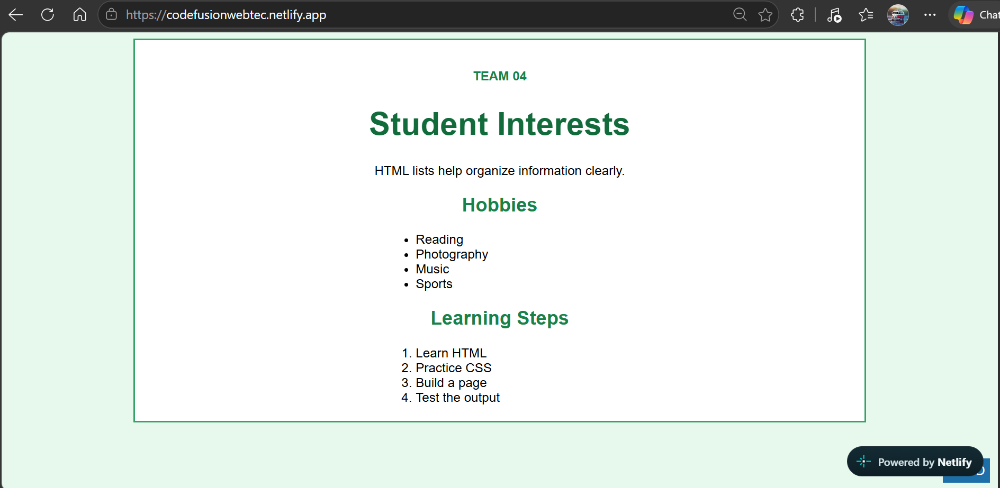 https://codefusionwebtec.netlify.app
Chat
TEAM 04
Student Interests
HTML lists help organize information clearly.
Hobbies
• Reading
• Photography
• Music
• Sports
Learning Steps
1. Learn HTML
2. Practice CSS
3. Build a page
4. Test the output
Powered by Netlify